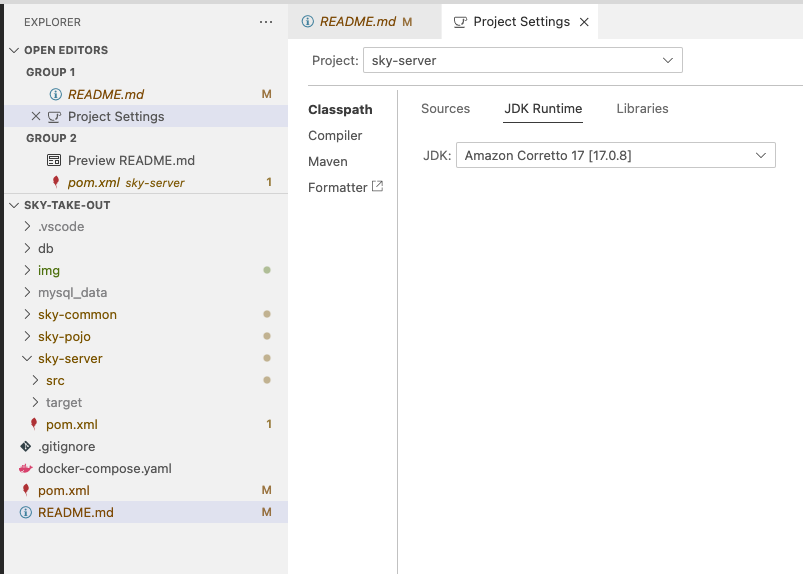 EXPLORER
OPEN EDITORS
GROUP 1
README.md M
Project Settings
GROUP 2
Preview README.md
pom.xml sky-server 1
SKY-TAKE-OUT
.vscode
db
img
mysql_data
sky-common
sky-pojo
sky-server
src
target
pom.xml 1
.gitignore
docker-compose.yaml
pom.xml M
README.md M
README.md M
Project Settings
Project: sky-server
Classpath
Compiler
Maven
Formatter
Sources JDK Runtime Libraries
JDK: Amazon Corretto 17 [17.0.8]